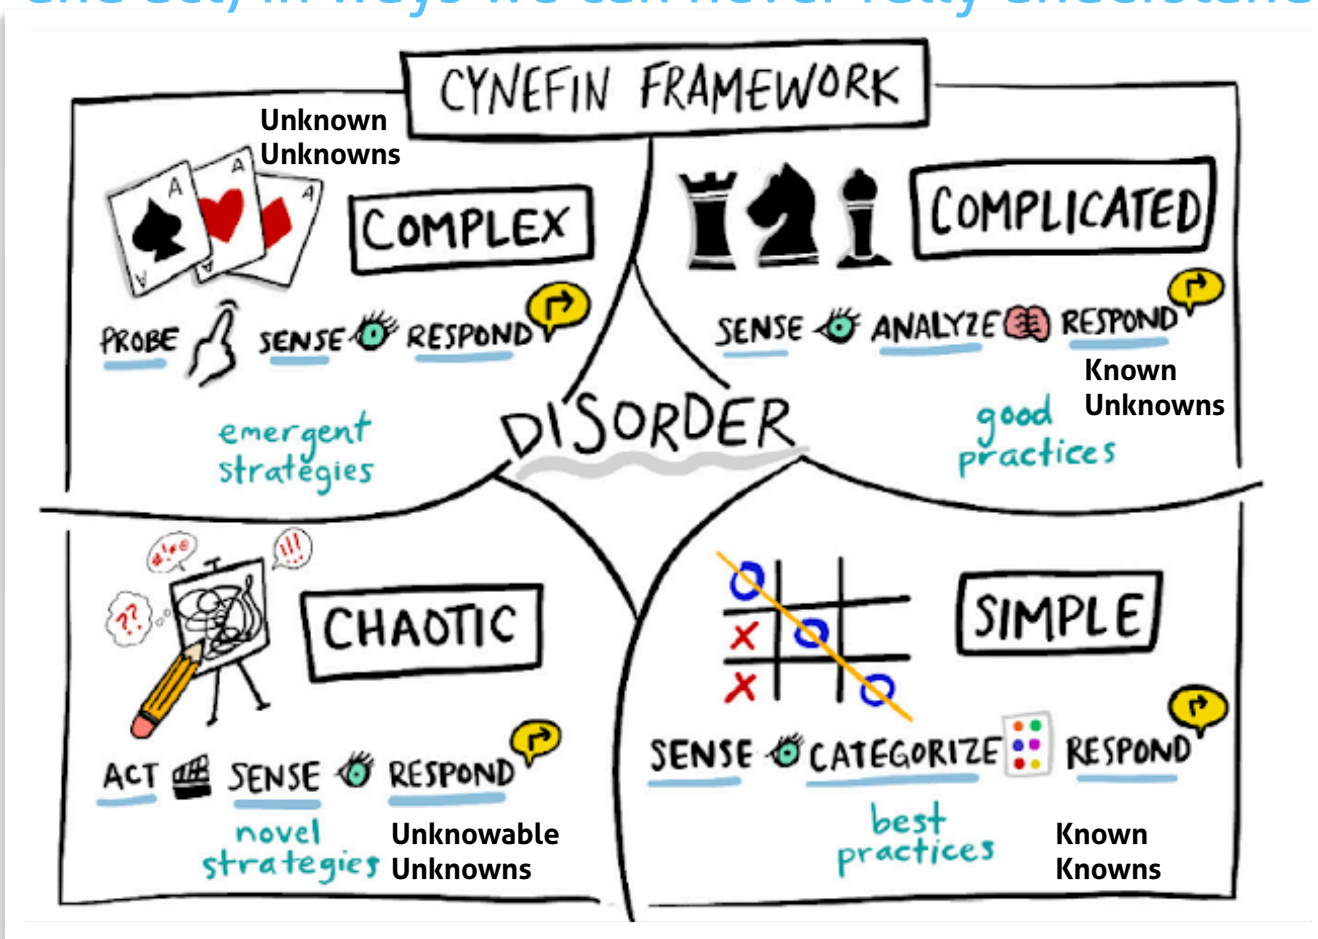 CYNEFIN FRAMEWORK
Unknown
Unknowns
A
A
A
A
A
COMPLEX
PROBE SENSE RESPOND
emergent
strategies
COMPLICATED
SENSE ANALYZE RESPOND
Known
Unknowns
good
practices
DISORDER
#!*@
!!!
??
CHAOTIC
ACT SENSE RESPOND
novel
strategies
Unknowable
Unknowns
O
X O
X O
SIMPLE
SENSE CATEGORIZE RESPOND
best
practices
Known
Knowns